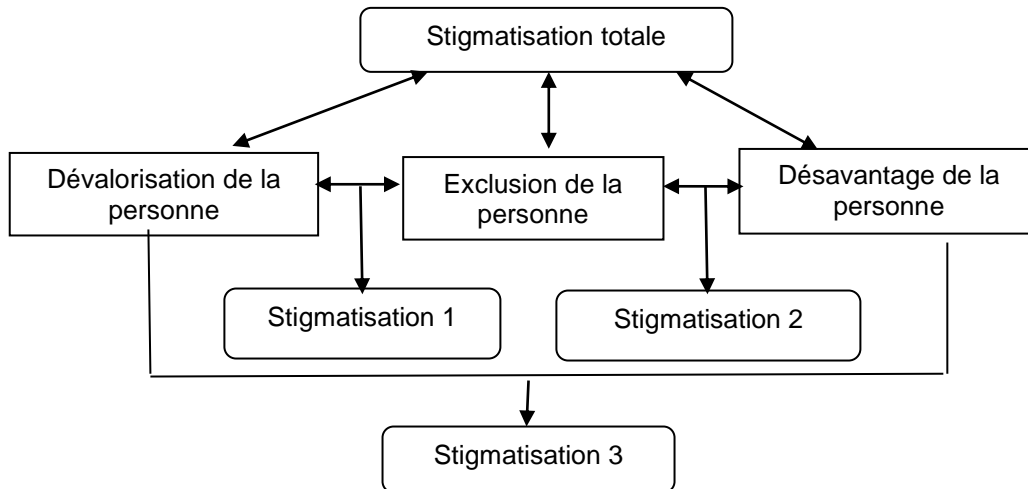 Stigmatisation totale
Dévalorisation de la
personne
Exclusion de la
personne
Désavantage de la
personne
Stigmatisation 1
Stigmatisation 2
Stigmatisation 3